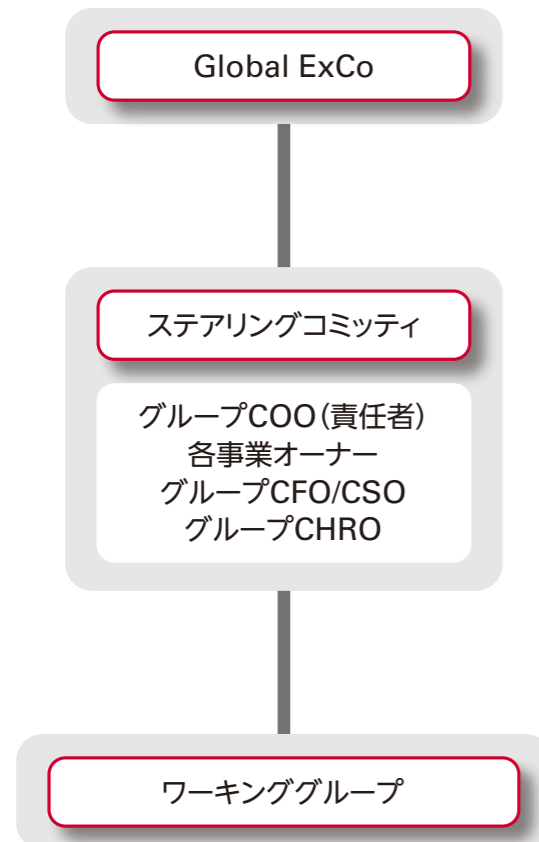 Global ExCo
ステアリングコミッティ
グループCOO（責任者）
各事業オーナー
グループCFO/CSO
グループCHRO
ワーキンググループ